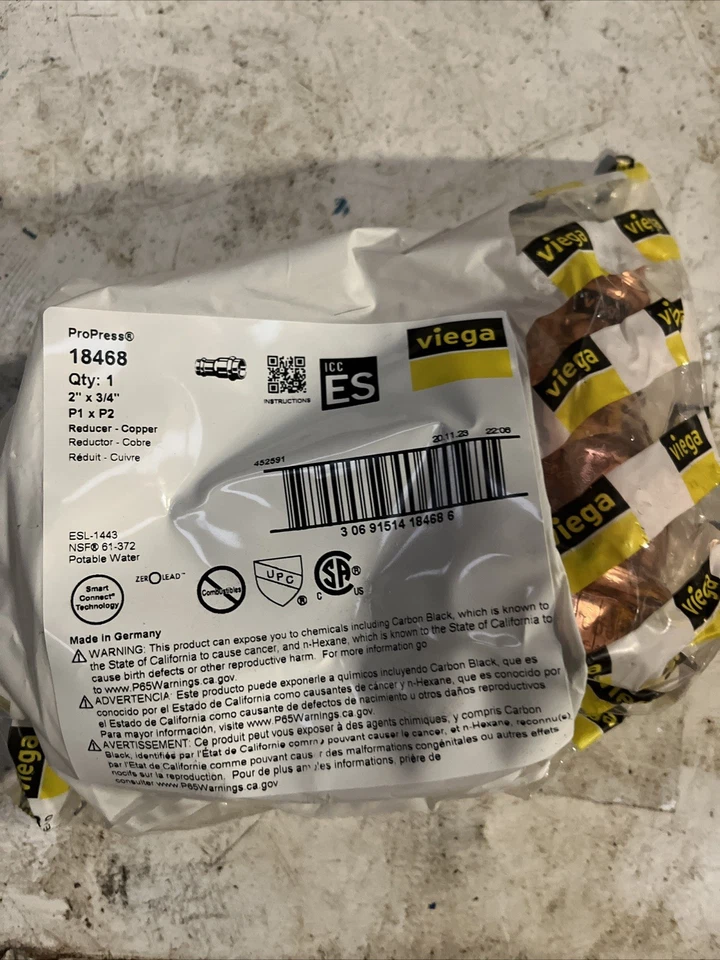 ProPress®
18468
Qty: 1
2" x 3/4"
P1 x P2
Reducer - Copper
Reductor - Cobre
Réduit - Cuivre
INSTRUCTIONS
ICC
ES
viega
452591
20.11.23 22:06
3 06 91514 18468 6
ESL-1443
NSF® 61-372
Potable Water
Smart
Connect®
Technology
ZERO LEAD™
Combustibles
UPC ®
SA ®
C US
Made in Germany
WARNING: This product can expose you to chemicals including Carbon Black, which is known to
the State of California to cause cancer, and n-Hexane, which is known to the State of California to
cause birth defects or other reproductive harm. For more information go
to www.P65Warnings.ca.gov.
ADVERTENCIA: Este producto puede exponerle a químicos incluyendo Carbon Black, que es
conocido por el Estado de California como causantes de cáncer y n-Hexane, que es conocido por
el Estado de California como causante de defectos de nacimiento u otros daños reproductivos.
Para mayor información, visite www.P65Warnings.ca.gov.
AVERTISSEMENT: Ce produit peut vous exposer à des agents chimiques, y compris Carbon
Black, identifiés par l'État de Californie comme pouvant causer le cancer, et n-Hexane, reconnu(e)
par l'Etat de Californie comme pouvant causer des malformations congénitales ou autres effets
nocifs sur la reproduction. Pour de plus amples informations, prière de
consulter www.P65Warnings.ca.gov
viega
viega
viega
viega
viega
viega
viega